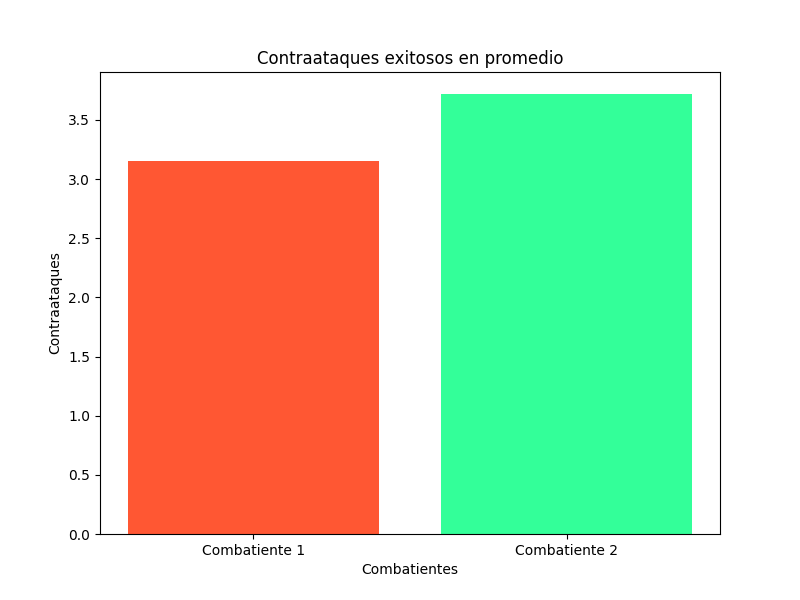 Contraataques exitosos en promedio
Contraataques
3.5
3.0
2.5
2.0
1.5
1.0
0.5
0.0
Combatiente 1
Combatiente 2
Combatientes